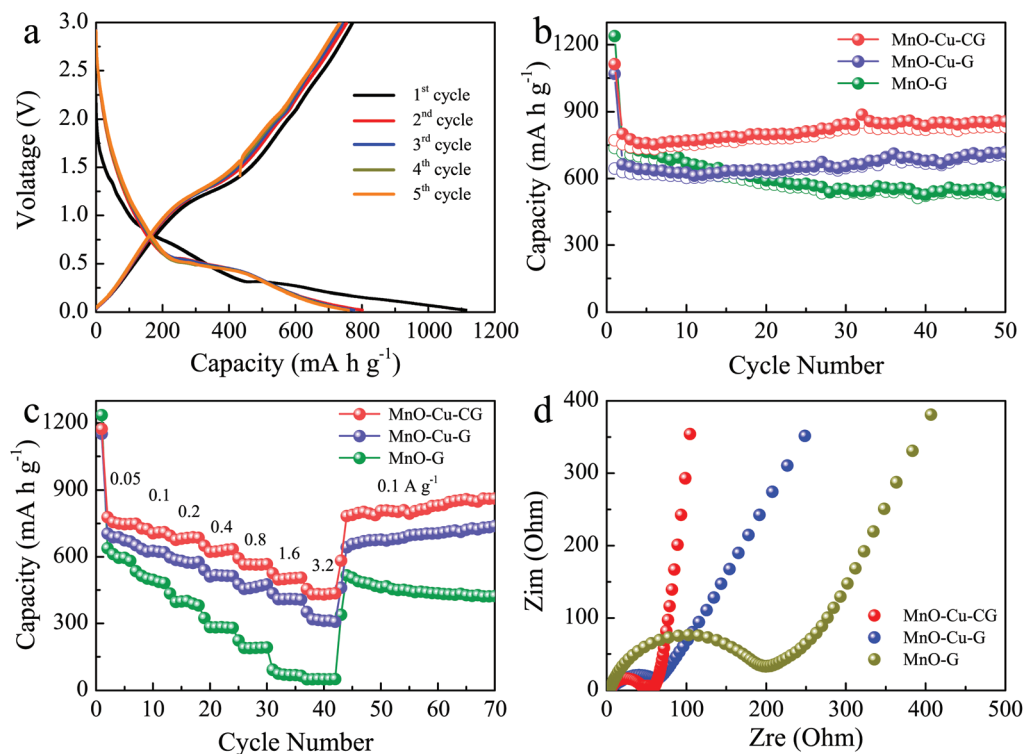 a
3.0
2.5
2.0
1.5
1.0
0.5
0.0
Volatage (V)
1st cycle
2nd cycle
3rd cycle
4th cycle
5th cycle
0 200 400 600 800 1000 1200
Capacity (mA h g-1)
b
1200
900
600
300
0
Capacity (mA h g-1)
MnO-Cu-CG
MnO-Cu-G
MnO-G
0 10 20 30 40 50
Cycle Number
c
1200
900
600
300
0
Capacity (mA h g-1)
MnO-Cu-CG
MnO-Cu-G
MnO-G
0.05
0.1
0.2
0.4
0.8
1.6
3.2
0.1 A g-1
0 10 20 30 40 50 60 70
Cycle Number
d
400
300
200
100
0
Zim (Ohm)
MnO-Cu-CG
MnO-Cu-G
MnO-G
0 100 200 300 400 500
Zre (Ohm)